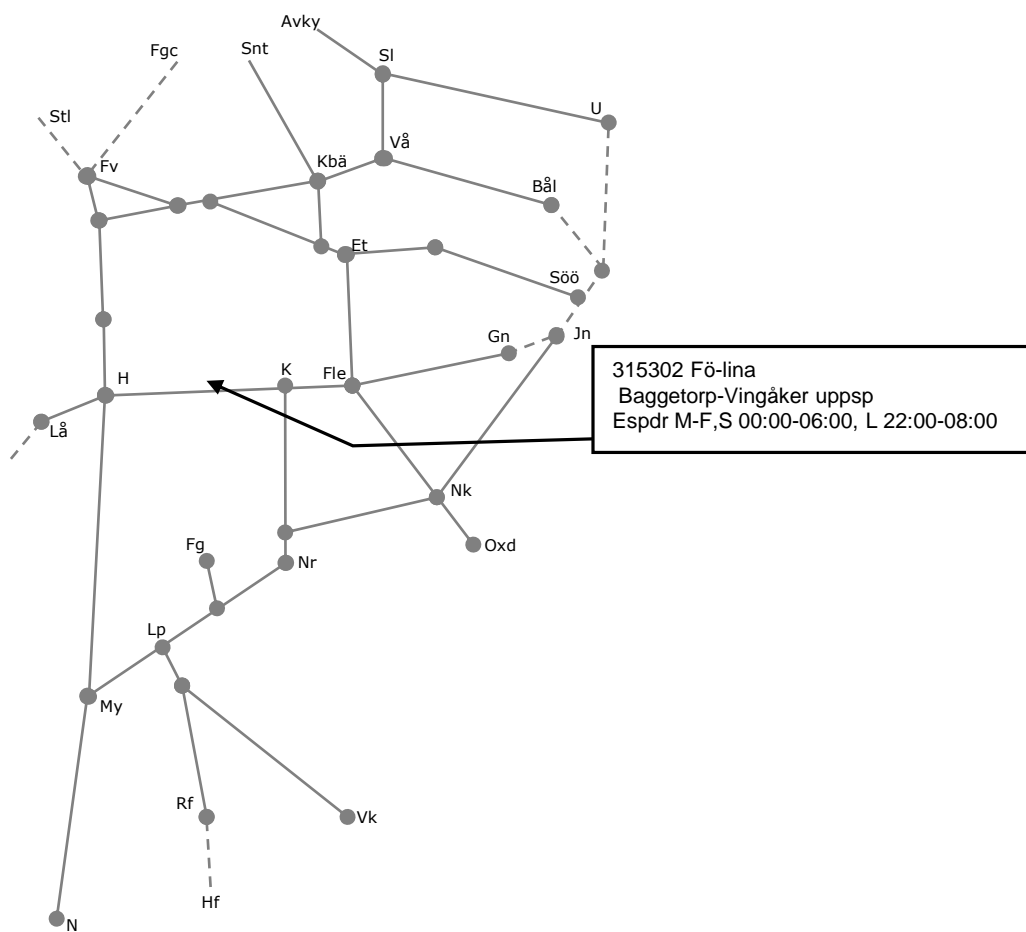 Avky
Fgc
Snt
Sl
Stl
U
Fv
Kbä
Vå
Bål
Et
Söö
Gn
Jn
H
K
Fle
315302 Fö-lina
Baggetorp-Vingåker uppsp
Espdr M-F,S 00:00-06:00, L 22:00-08:00
Lå
Nk
Fg
Nr
Oxd
Lp
My
Rf
Vk
Hf
N